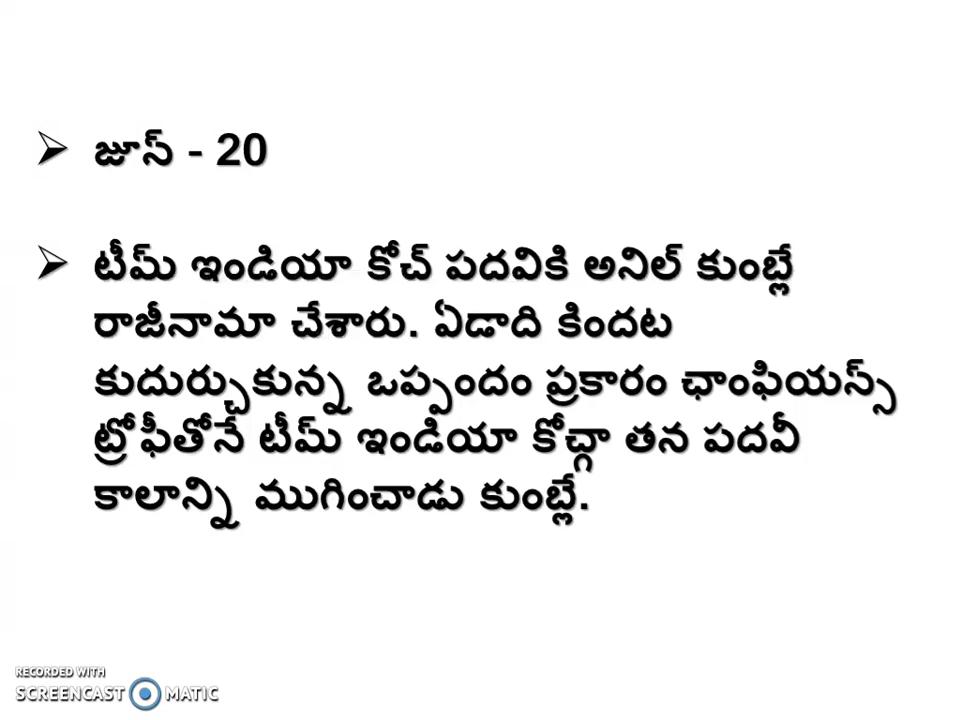 ➢ జూన్ - 20
➢ టీమ్ ఇండియా కోచ్ పదవికి అనిల్ కుంబ్లే
రాజీనామా చేశారు. ఏడాది కిందట
కుదుర్చుకున్న ఒప్పందం ప్రకారం ఛాంఫియన్స్
ట్రోఫీతోనే టీమ్ ఇండియా కోచ్గా తన పదవీ
కాలాన్ని ముగించాడు కుంబ్లే.
RECORDED WITH
SCREENCAST MATIC